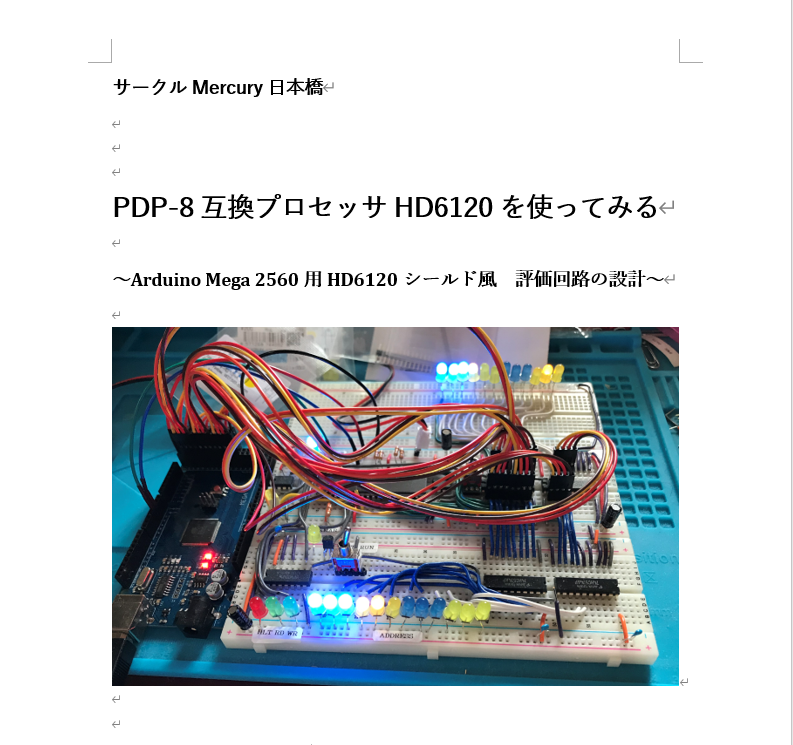 サークル Mercury 日本橋
PDP-8 互換プロセッサ HD6120 を使ってみる
～Arduino Mega 2560 用 HD6120 シールド風　評価回路の設計～
RUN
HLT RD WR
ADDRESS